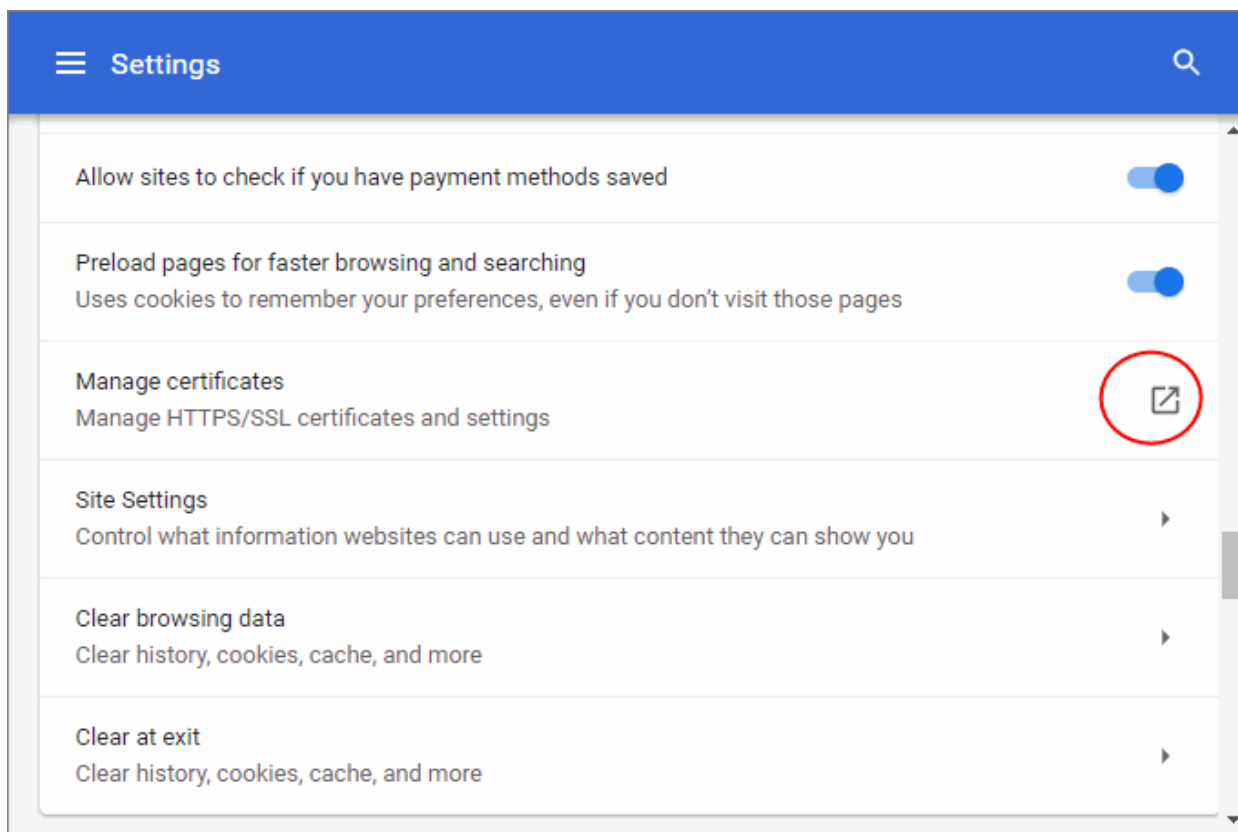 Settings
Allow sites to check if you have payment methods saved
Preload pages for faster browsing and searching
Uses cookies to remember your preferences, even if you don’t visit those pages
Manage certificates
Manage HTTPS/SSL certificates and settings
Site Settings
Control what information websites can use and what content they can show you
Clear browsing data
Clear history, cookies, cache, and more
Clear at exit
Clear history, cookies, cache, and more